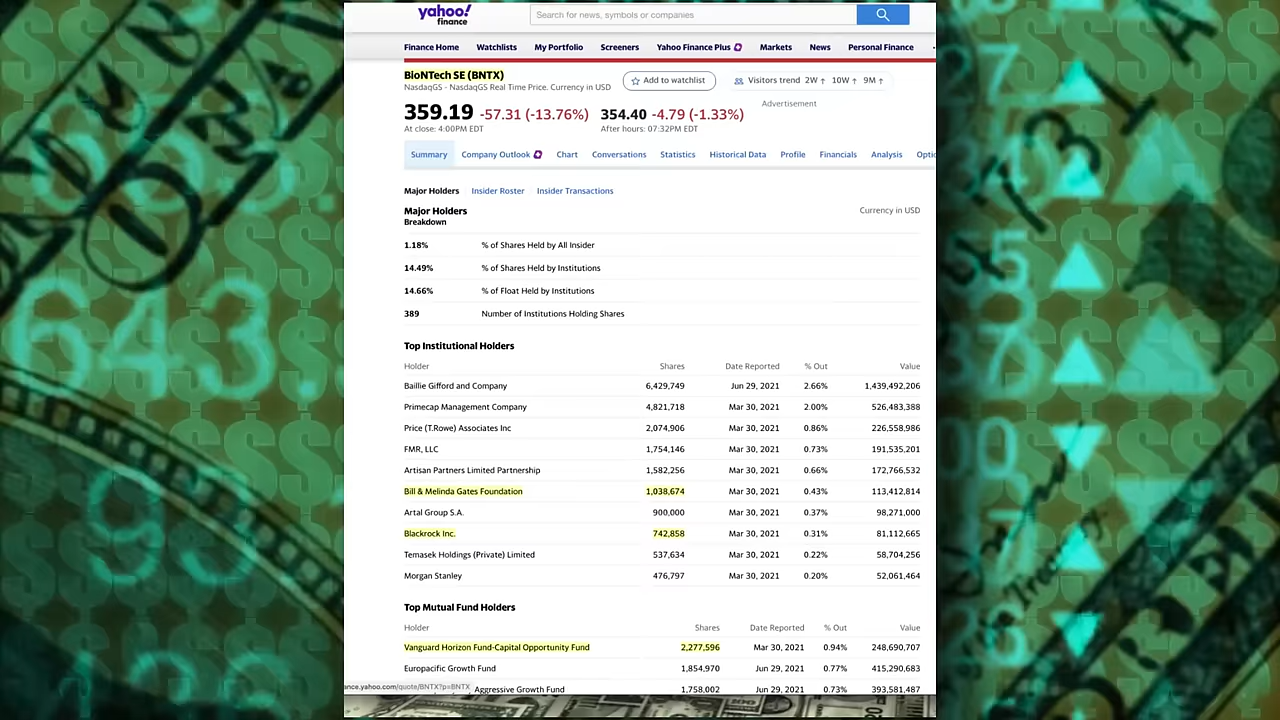 yahoo!
finance
Search for news, symbols or companies
Finance Home Watchlists My Portfolio Screeners Yahoo Finance Plus Markets News Personal Finance
BioNTech SE (BNTX)
NasdaqGS - NasdaqGS Real Time Price. Currency in USD
Add to watchlist
Visitors trend 2W ↑ 10W ↑ 9M ↑
Advertisement
359.19 -57.31 (-13.76%) 354.40 -4.79 (-1.33%)
At close: 4:00PM EDT After hours: 07:32PM EDT
Summary Company Outlook Chart Conversations Statistics Historical Data Profile Financials Analysis Optic
Major Holders Insider Roster Insider Transactions
Major Holders Currency in USD
Breakdown
1.18% % of Shares Held by All Insider
14.49% % of Shares Held by Institutions
14.66% % of Float Held by Institutions
389 Number of Institutions Holding Shares
Top Institutional Holders
Holder Shares Date Reported % Out Value
Baillie Gifford and Company 6,429,749 Jun 29, 2021 2.66% 1,439,492,206
Primecap Management Company 4,821,718 Mar 30, 2021 2.00% 526,483,388
Price (T.Rowe) Associates Inc 2,074,906 Mar 30, 2021 0.86% 226,558,986
FMR, LLC 1,754,146 Mar 30, 2021 0.73% 191,535,201
Artisan Partners Limited Partnership 1,582,256 Mar 30, 2021 0.66% 172,766,532
Bill & Melinda Gates Foundation 1,038,674 Mar 30, 2021 0.43% 113,412,814
Artal Group S.A. 900,000 Mar 30, 2021 0.37% 98,271,000
Blackrock Inc. 742,858 Mar 30, 2021 0.31% 81,112,665
Temasek Holdings (Private) Limited 537,634 Mar 30, 2021 0.22% 58,704,256
Morgan Stanley 476,797 Mar 30, 2021 0.20% 52,061,464
Top Mutual Fund Holders
Holder Shares Date Reported % Out Value
Vanguard Horizon Fund-Capital Opportunity Fund 2,277,596 Mar 30, 2021 0.94% 248,690,707
Europacific Growth Fund 1,854,970 Jun 29, 2021 0.77% 415,290,683
Aggressive Growth Fund 1,758,002 Jun 29, 2021 0.73% 393,581,487
ance.yahoo.com/quote/BNTX?p=BNTX
643.
93